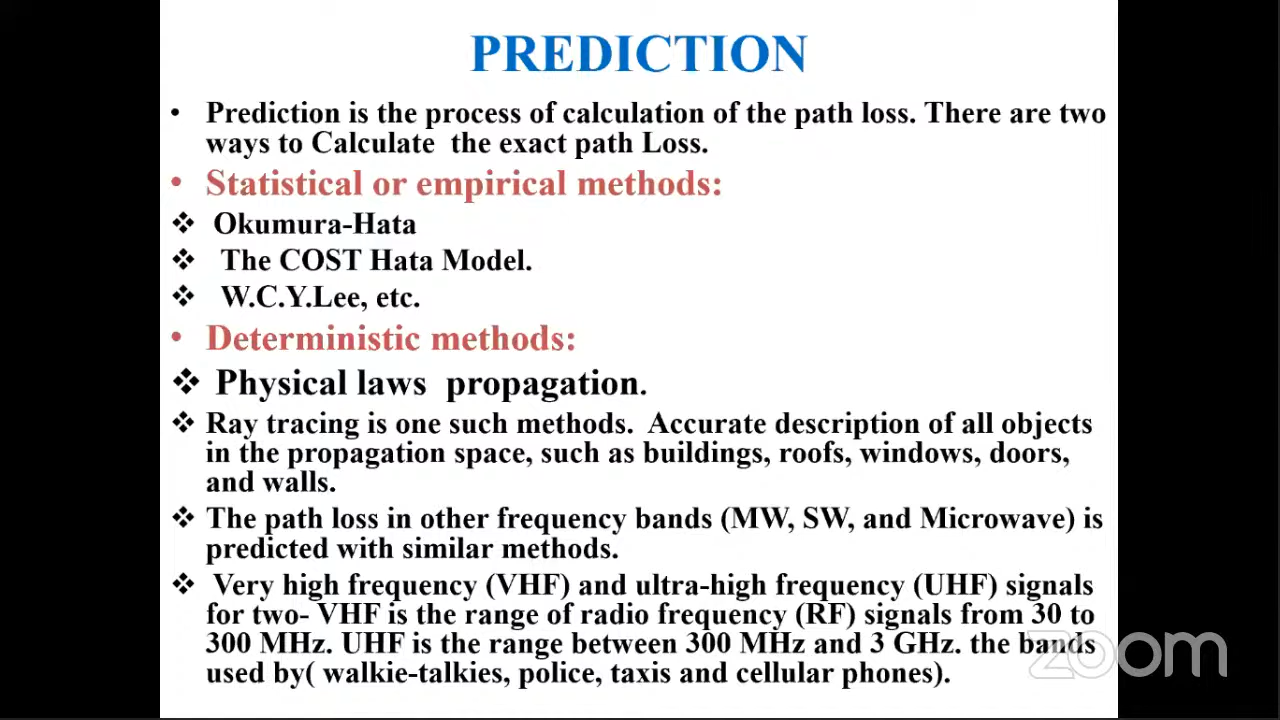 PREDICTION
• Prediction is the process of calculation of the path loss. There are two
ways to Calculate the exact path Loss.
• Statistical or empirical methods:
❖ Okumura-Hata
❖ The COST Hata Model.
❖ W.C.Y.Lee, etc.
• Deterministic methods:
❖ Physical laws propagation.
❖ Ray tracing is one such methods. Accurate description of all objects
in the propagation space, such as buildings, roofs, windows, doors,
and walls.
❖ The path loss in other frequency bands (MW, SW, and Microwave) is
predicted with similar methods.
❖ Very high frequency (VHF) and ultra-high frequency (UHF) signals
for two- VHF is the range of radio frequency (RF) signals from 30 to
300 MHz. UHF is the range between 300 MHz and 3 GHz. the bands
used by( walkie-talkies, police, taxis and cellular phones).
zoom